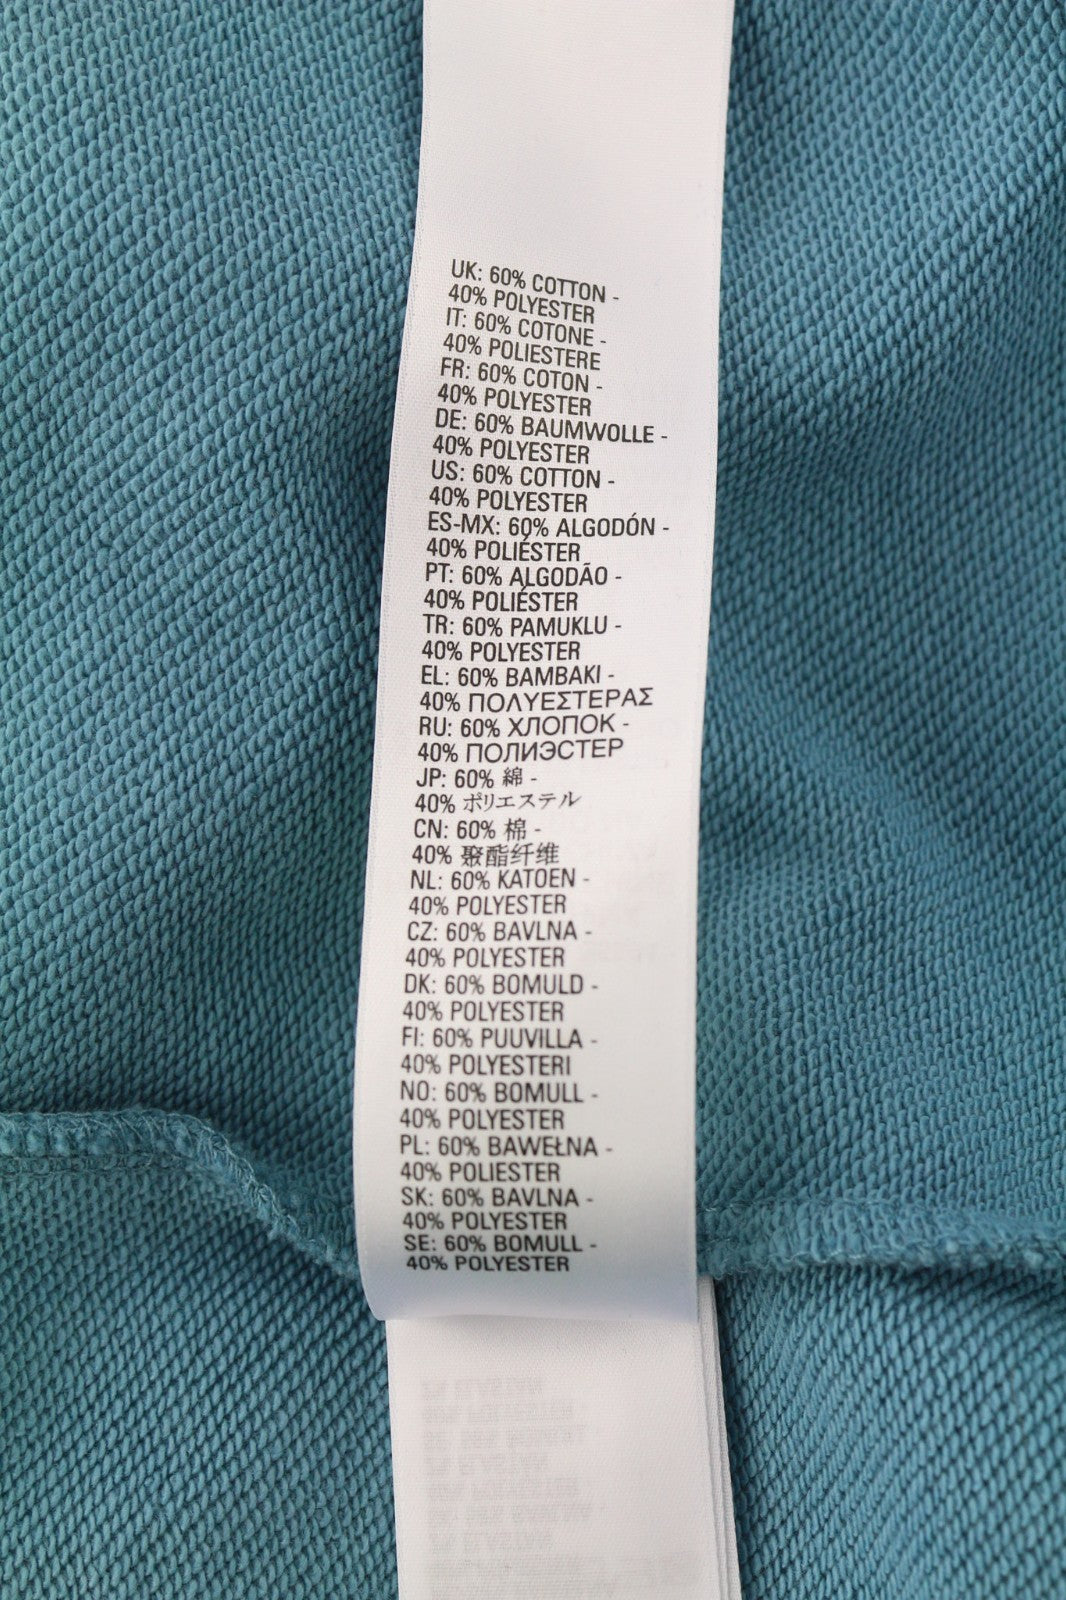 UK: 60% COTTON -
40% POLYESTER
IT: 60% COTONE -
40% POLIESTERE
FR: 60% COTON -
40% POLYESTER
DE: 60% BAUMWOLLE -
40% POLYESTER
US: 60% COTTON -
40% POLYESTER
ES-MX: 60% ALGODÓN -
40% POLIÉSTER
PT: 60% ALGODÃO -
40% POLIÉSTER
TR: 60% PAMUKLU -
40% POLYESTER
EL: 60% ΒΑΜΒΑΚΙ -
40% ΠΟΛΥΕΣΤΕΡΑΣ
RU: 60% ХЛОПОК -
40% ПОЛИЭСТЕР
JP: 60% 綿 -
40% ポリエステル
CN: 60% 棉 -
40% 聚酯纤维
NL: 60% KATOEN -
40% POLYESTER
CZ: 60% BAVLNA -
40% POLYESTER
DK: 60% BOMULD -
40% POLYESTER
FI: 60% PUUVILLA -
40% POLYESTERI
NO: 60% BOMULL -
40% POLYESTER
PL: 60% BAWEŁNA -
40% POLIESTER
SK: 60% BAVLNA -
40% POLYESTER
SE: 60% BOMULL -
40% POLYESTER